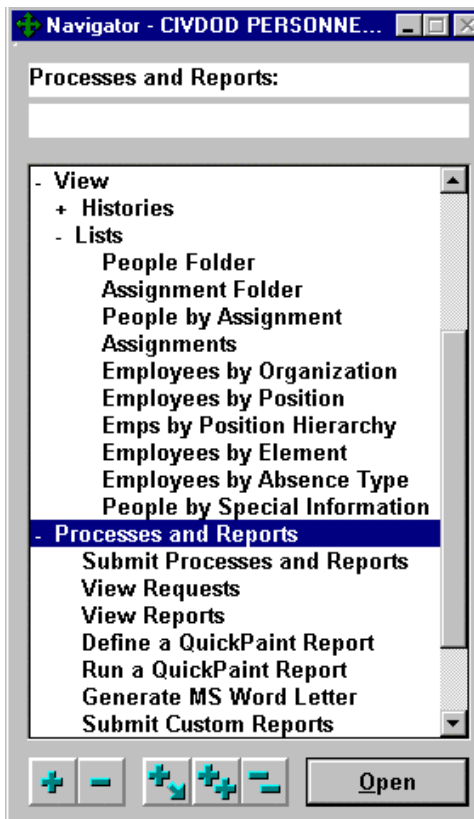 Navigator - CIVDOD PERSONNE...
Processes and Reports:
- View
+ Histories
- Lists
People Folder
Assignment Folder
People by Assignment
Assignments
Employees by Organization
Employees by Position
Emps by Position Hierarchy
Employees by Element
Employees by Absence Type
People by Special Information
- Processes and Reports
Submit Processes and Reports
View Requests
View Reports
Define a QuickPaint Report
Run a QuickPaint Report
Generate MS Word Letter
Submit Custom Reports
Open